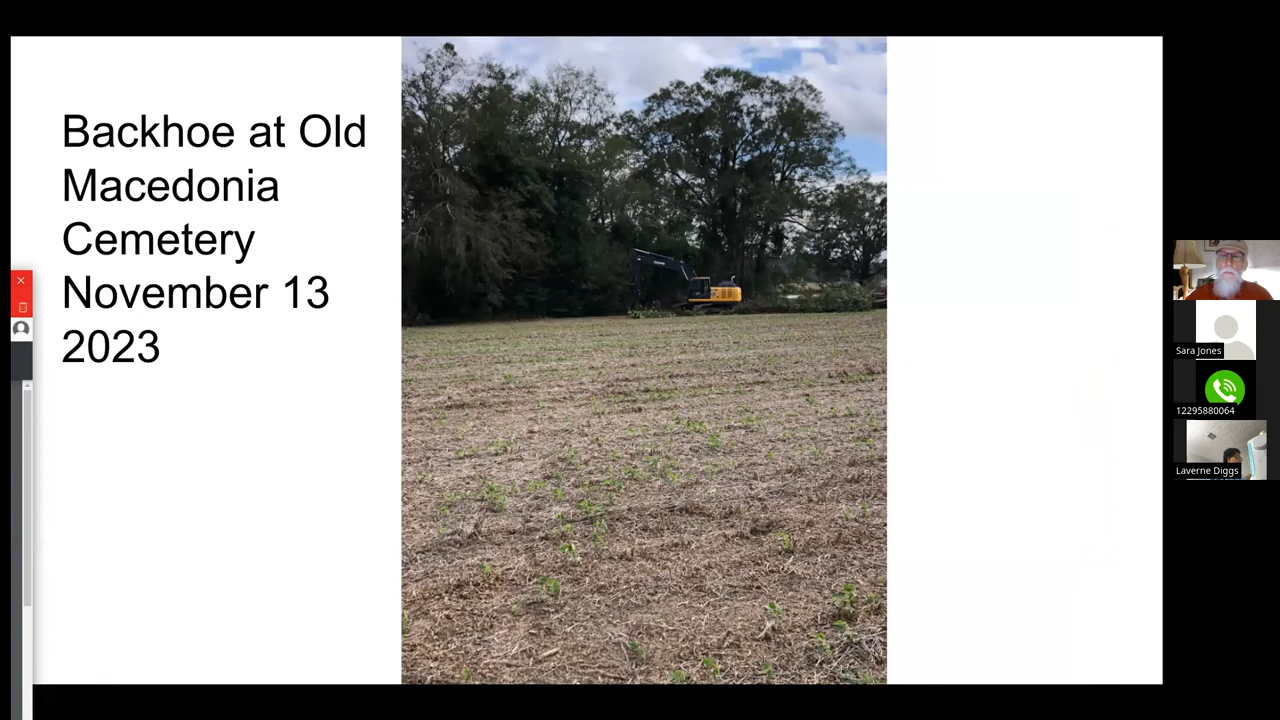 Backhoe at Old
Macedonia
Cemetery
November 13
2023
Sara Jones
12295880064
Laverne Diggs